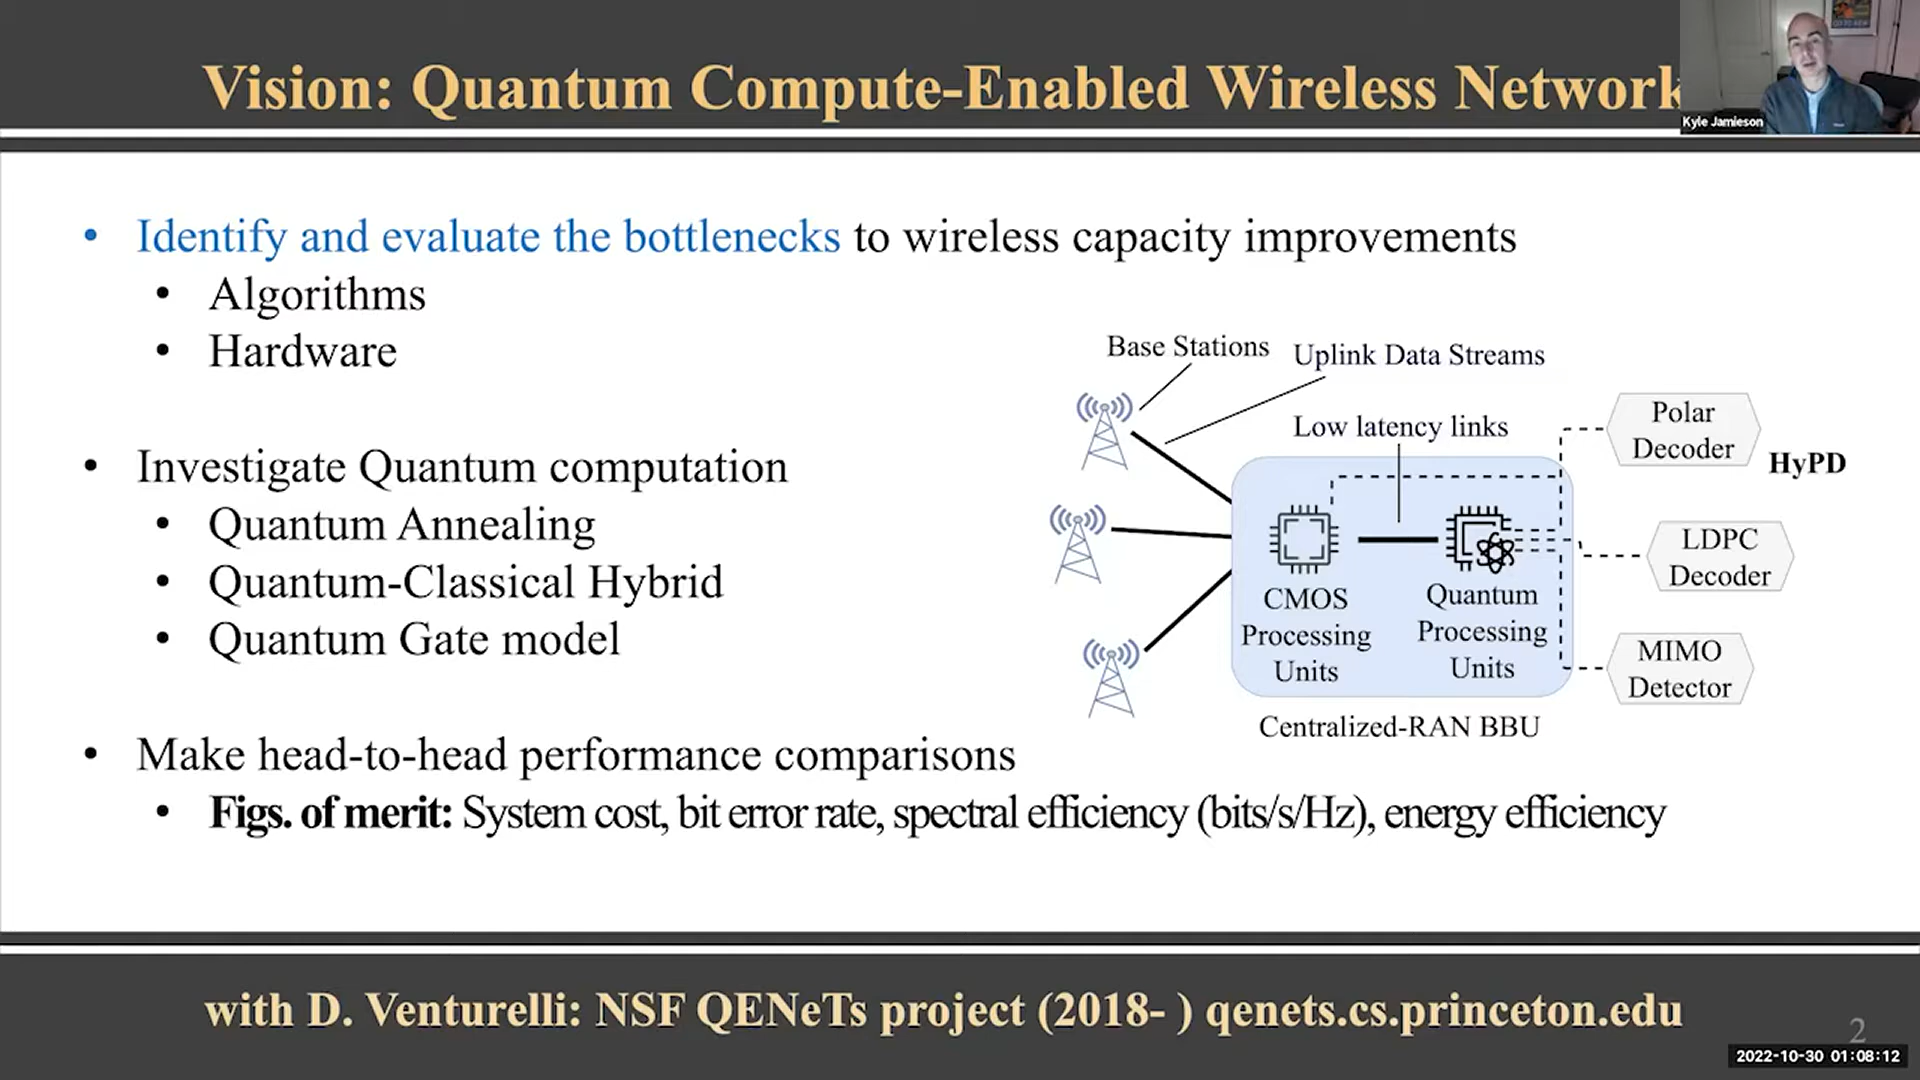 Vision: Quantum Compute-Enabled Wireless Network
Kyle Jamieson
• Identify and evaluate the bottlenecks to wireless capacity improvements
• Algorithms
• Hardware
• Investigate Quantum computation
• Quantum Annealing
• Quantum-Classical Hybrid
• Quantum Gate model
• Make head-to-head performance comparisons
• Figs. of merit: System cost, bit error rate, spectral efficiency (bits/s/Hz), energy efficiency
Base Stations
Uplink Data Streams
Low latency links
CMOS
Processing
Units
Quantum
Processing
Units
Centralized-RAN BBU
Polar
Decoder
HyPD
LDPC
Decoder
MIMO
Detector
with D. Venturelli: NSF QENeTs project (2018- ) qenets.cs.princeton.edu
2
2022-10-30 01:08:12